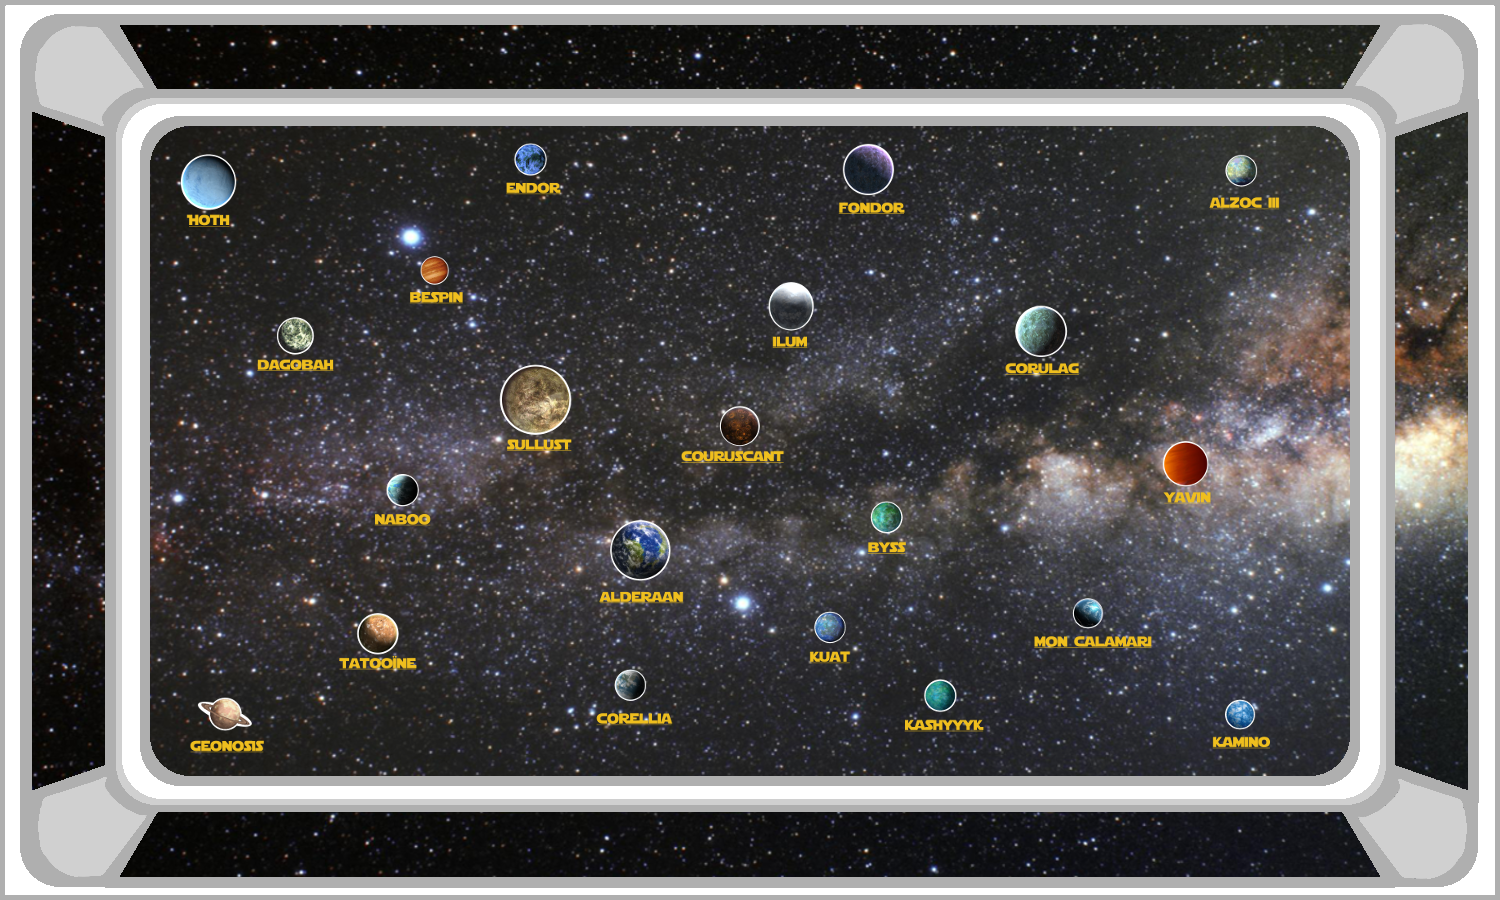 ENDOR
ALZOC III
FONDOR
HOTH
BESPIN
ILUM
DAGOBAH
CORULAG
SULLUST
COURUSCANT
YAVIN
NABOO
BYSS
ALDERAAN
MON CALAMARI
KUAT
TATOOINE
CORELLIA
KASHYYYK
KAMINO
GEONOSIS